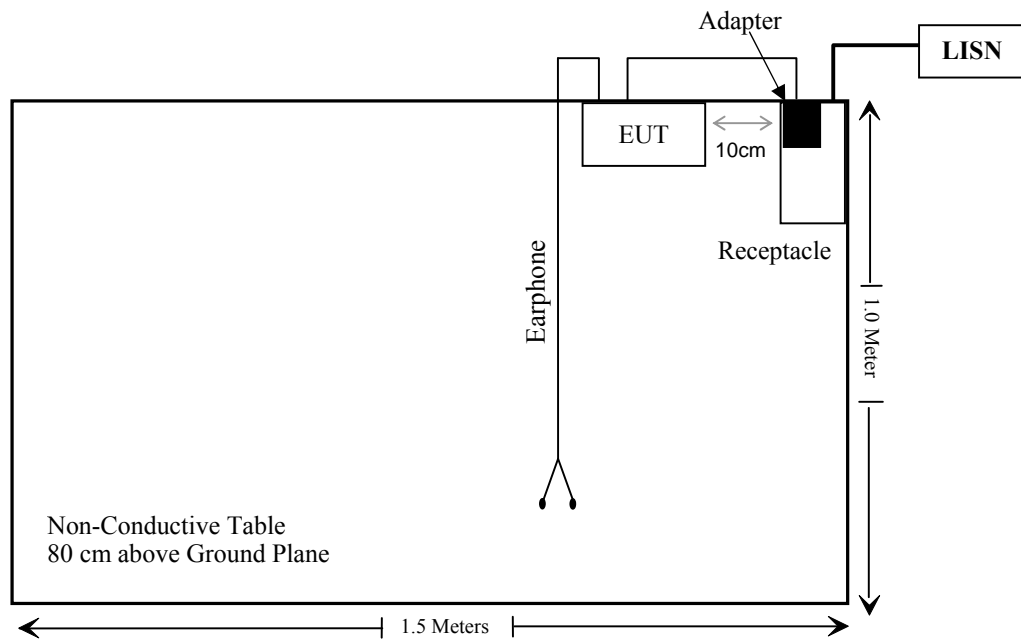 Adapter
LISN
EUT
10cm
Receptacle
Earphone
1.0 Meter
Non-Conductive Table
80 cm above Ground Plane
1.5 Meters